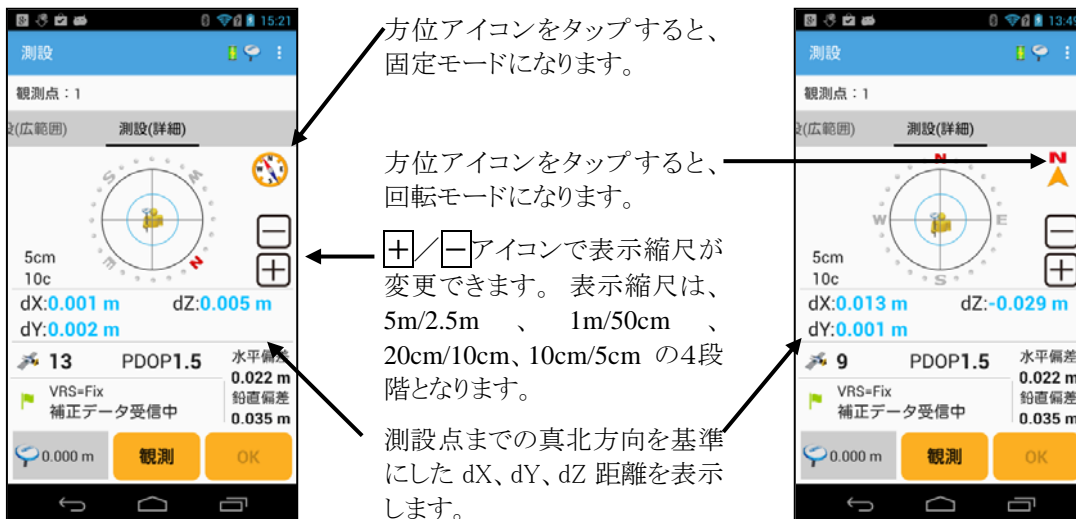 15:21
測設
観測点：1
(広範囲) 測設(詳細)
S W
E N
5cm
10c
dX:0.001 m dZ:0.005 m
dY:0.002 m
13 PDOP1.5 水平偏差
0.022 m
VRS=Fix 鉛直偏差
補正データ受信中 0.035 m
0.000 m 観測 OK
方位アイコンをタップすると、
固定モードになります。
方位アイコンをタップすると、
回転モードになります。
＋／－アイコンで表示縮尺が
変更できます。 表示縮尺は、
5m/2.5m 、 1m/50cm 、
20cm/10cm、10cm/5cm の４段
階となります。
測設点までの真北方向を基準
にした dX、dY、dZ 距離を表示
します。
13:49
測設
観測点：1
(広範囲) 測設(詳細)
N N
W E
S
5cm
10c
dX:0.013 m dZ:-0.029 m
dY:0.001 m
9 PDOP1.5 水平偏差
0.022 m
VRS=Fix 鉛直偏差
補正データ受信中 0.035 m
0.000 m 観測 OK